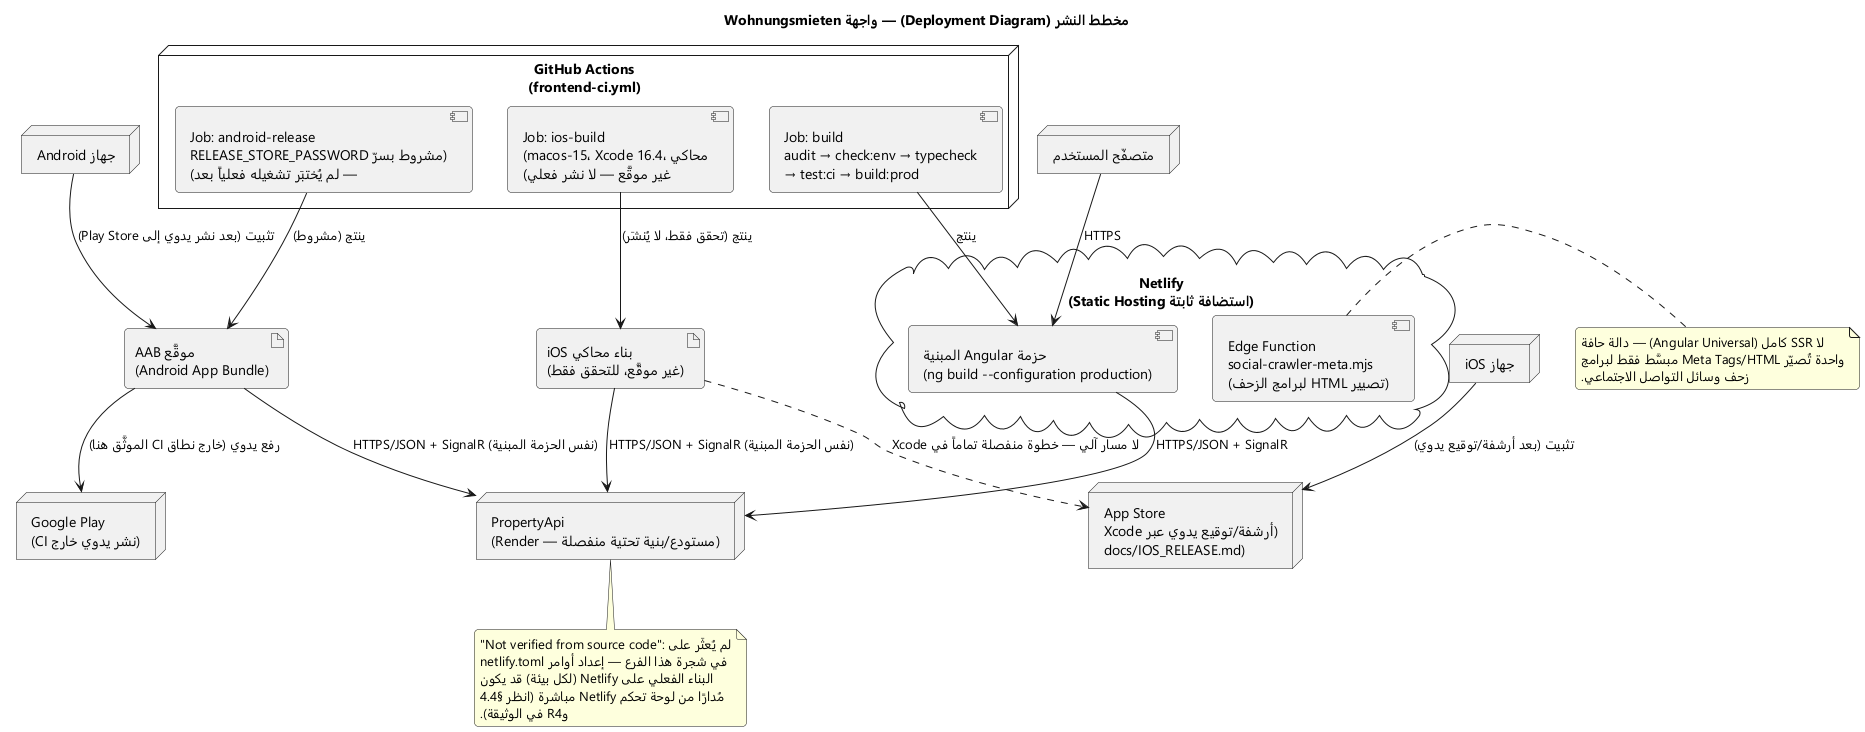 مخطط النشر (Deployment Diagram) — واجهة Wohnungsmieten
GitHub Actions
(frontend-ci.yml)
Job: android-release
RELEASE_STORE_PASSWORD مشروط بسرّ)
(لم يُختبَر تشغيله فعلياً بعد —
Job: ios-build
(macos-15، Xcode 16.4، محاكي
(غير موقَّع — لا نشر فعلي
Job: build
audit → check:env → typecheck
→ test:ci → build:prod
جهاز Android
متصفّح المستخدم
تثبيت (بعد نشر يدوي إلى Play Store)
ينتج (مشروط)
ينتج (تحقق فقط، لا يُنشر)
ينتج
HTTPS
Netlify
(Static Hosting استضافة ثابتة)
حزمة Angular المبنية
(ng build --configuration production)
Edge Function
social-crawler-meta.mjs
(تصيير HTML لبرامج الزحف)
جهاز iOS
لا SSR كامل (Angular Universal) — دالة حافة
واحدة تُصيّر Meta Tags/HTML مبسَّط فقط لبرامج
زحف وسائل التواصل الاجتماعي.
AAB موقَّع
(Android App Bundle)
بناء محاكي iOS
(غير موقَّع، للتحقق فقط)
رفع يدوي (خارج نطاق CI الموثَّق هنا)
HTTPS/JSON + SignalR (نفس الحزمة المبنية)
HTTPS/JSON + SignalR (نفس الحزمة المبنية)
لا مسار آلي — خطوة منفصلة تماماً في Xcode
HTTPS/JSON + SignalR
تثبيت (بعد أرشفة/توقيع يدوي)
Google Play
(نشر يدوي خارج CI)
PropertyApi
(Render — مستودع/بنية تحتية منفصلة)
App Store
Xcode أرشفة/توقيع يدوي عبر)
docs/IOS_RELEASE.md)
"Not verified from source code": لم يُعثَر على
netlify.toml في شجرة هذا الفرع — إعداد أوامر
البناء الفعلي على Netlify (لكل بيئة) قد يكون
مُدارًا من لوحة تحكم Netlify مباشرة (انظر §4.4
وR4 في الوثيقة).